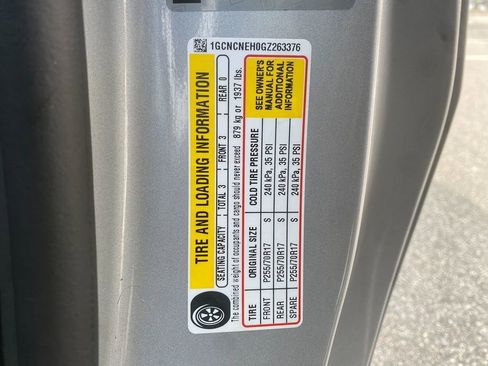 1GCNCNEH0GZ263376
TIRE AND LOADING INFORMATION
SEATING CAPACITY TOTAL 3 FRONT 3 REAR 0
The combined weight of occupants and cargo should never exceed 879 kg or 1937 lbs.
TIRE ORIGINAL SIZE COLD TIRE PRESSURE
FRONT P255/70R17 S 240 kPa, 35 PSI
REAR P255/70R17 S 240 kPa, 35 PSI
SPARE P255/70R17 S 240 kPa, 35 PSI
SEE OWNER'S
MANUAL FOR
ADDITIONAL
INFORMATION